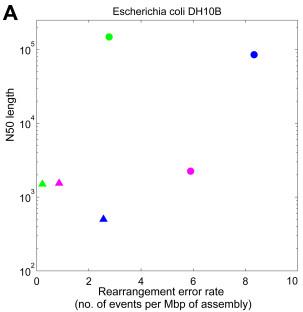 A
Escherichia coli DH10B
10^5
10^4
10^3
10^2
N50 length
0 2 4 6 8 10
Rearrangement error rate
(no. of events per Mbp of assembly)